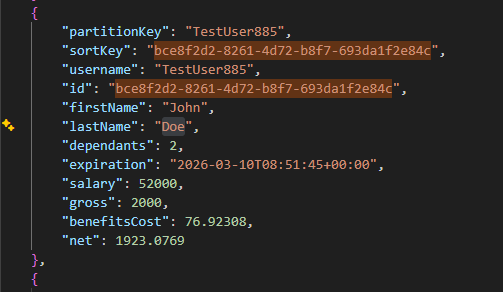 {
"partitionKey": "TestUser885",
"sortKey": "bce8f2d2-8261-4d72-b8f7-693da1f2e84c",
"username": "TestUser885",
"id": "bce8f2d2-8261-4d72-b8f7-693da1f2e84c",
"firstName": "John",
"lastName": "Doe",
"dependants": 2,
"expiration": "2026-03-10T08:51:45+00:00",
"salary": 52000,
"gross": 2000,
"benefitsCost": 76.92308,
"net": 1923.0769
},
{